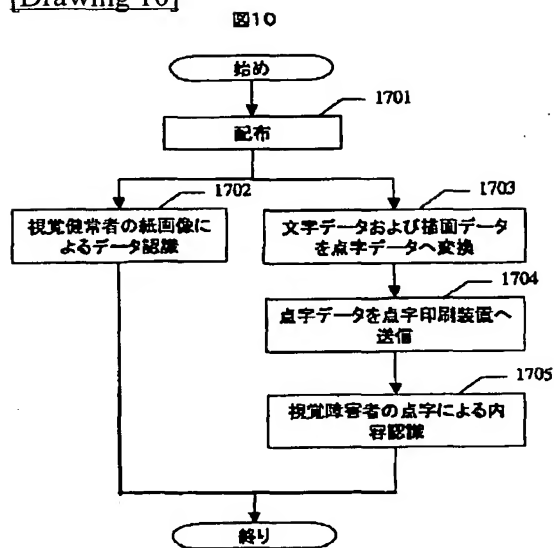 [Drawing 10]
図10
始め
1701
配布
1702
視覚健常者の紙画像に
よるデータ認識
1703
文字データおよび描画データ
を点字データへ変換
1704
点字データを点字印刷装置へ
送信
1705
視覚障害者の点字による内
容認識
終り